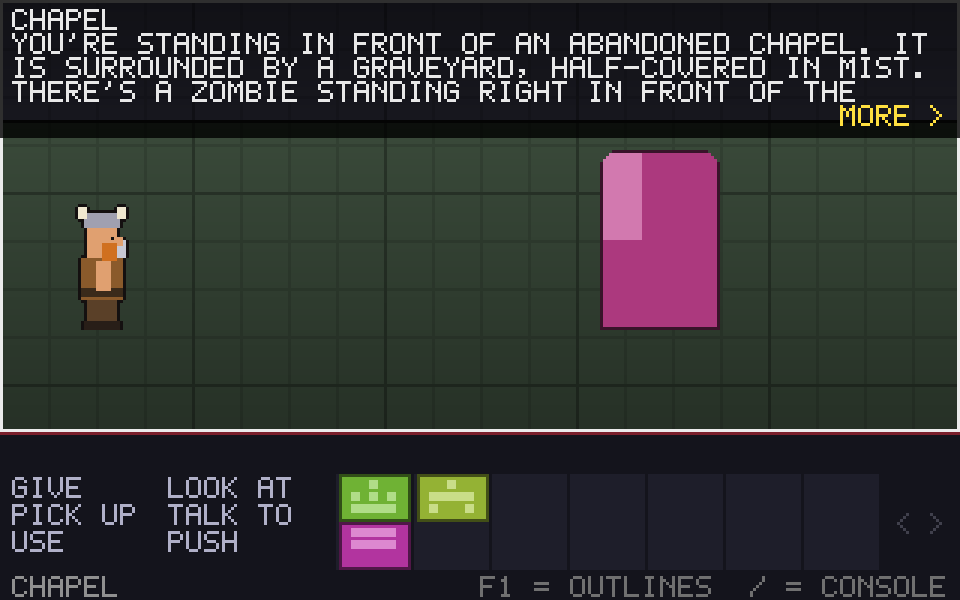 CHAPEL
YOU'RE STANDING IN FRONT OF AN ABANDONED CHAPEL. IT
IS SURROUNDED BY A GRAVEYARD, HALF-COVERED IN MIST.
THERE'S A ZOMBIE STANDING RIGHT IN FRONT OF THE
MORE >
GIVE LOOK AT
PICK UP TALK TO
USE PUSH
< >
CHAPEL F1 = OUTLINES / = CONSOLE